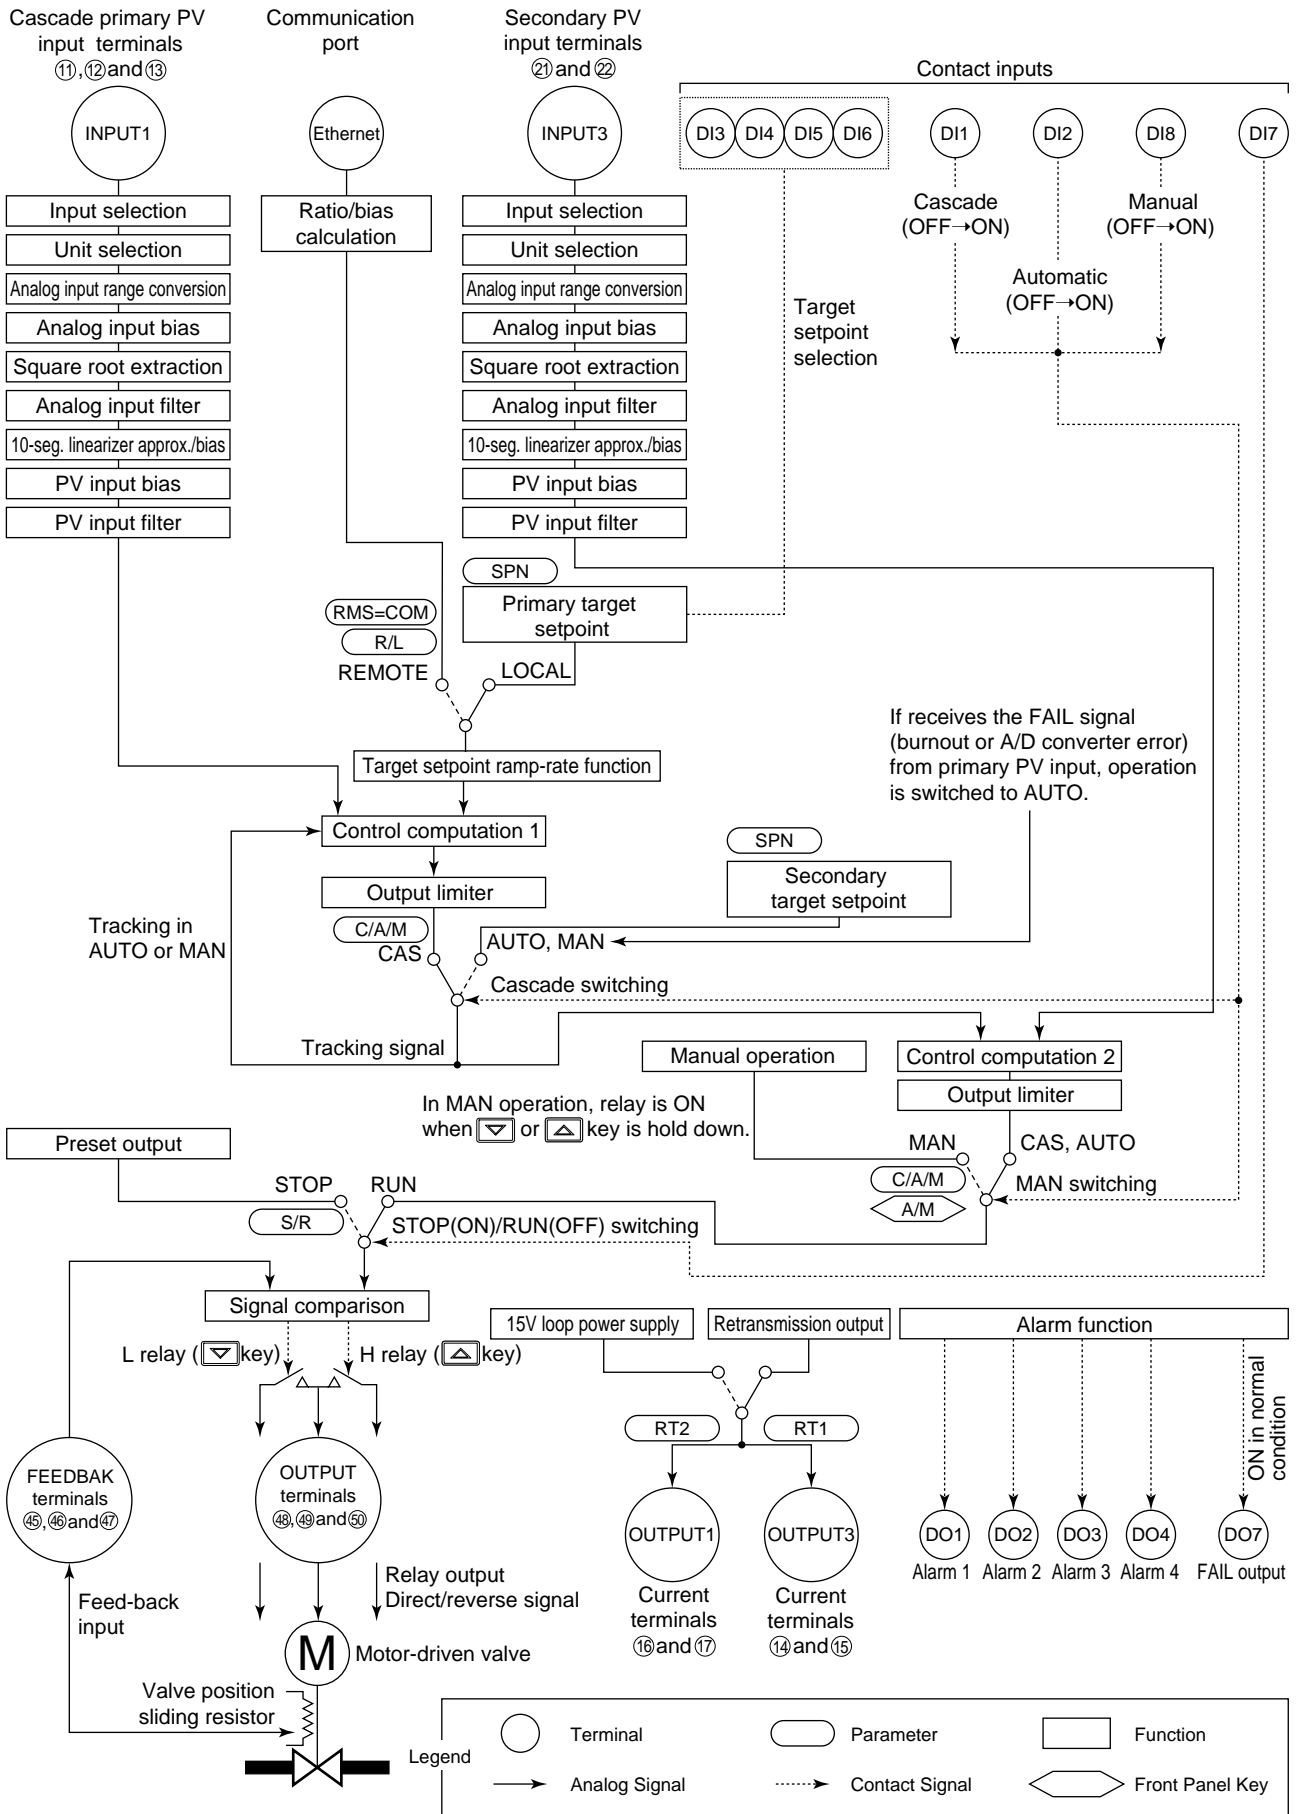 Cascade primary PV
input terminals
⑪,⑫and⑬
Communication
port
Secondary PV
input terminals
㉑and㉒
Contact inputs
INPUT1
Ethernet
INPUT3
DI3
DI4
DI5
DI6
DI1
DI2
DI8
DI7
Input selection
Unit selection
Analog input range conversion
Analog input bias
Square root extraction
Analog input filter
10-seg. linearizer approx./bias
PV input bias
PV input filter
Ratio/bias
calculation
Input selection
Unit selection
Analog input range conversion
Analog input bias
Square root extraction
Analog input filter
10-seg. linearizer approx./bias
PV input bias
PV input filter
Target
setpoint
selection
Cascade
(OFF→ON)
Automatic
(OFF→ON)
Manual
(OFF→ON)
SPN
Primary target
setpoint
RMS=COM
R/L
REMOTE
LOCAL
Target setpoint ramp-rate function
If receives the FAIL signal
(burnout or A/D converter error)
from primary PV input, operation
is switched to AUTO.
Control computation 1
Output limiter
SPN
Secondary
target setpoint
Tracking in
AUTO or MAN
C/A/M
CAS
AUTO, MAN
Cascade switching
Tracking signal
Manual operation
Control computation 2
Output limiter
In MAN operation, relay is ON
when ▽ or △ key is hold down.
MAN
CAS, AUTO
C/A/M
A/M
MAN switching
Preset output
STOP
RUN
S/R
STOP(ON)/RUN(OFF) switching
Signal comparison
L relay (▽key)
H relay (△key)
15V loop power supply
Retransmission output
Alarm function
RT2
RT1
ON in normal
condition
FEEDBAK
terminals
㊺,㊻and㊼
OUTPUT
terminals
㊽,㊾and㊿
OUTPUT1
OUTPUT3
DO1
DO2
DO3
DO4
DO7
Alarm 1
Alarm 2
Alarm 3
Alarm 4
FAIL output
Current
terminals
⑯and⑰
Current
terminals
⑭and⑮
Feed-back
input
Relay output
Direct/reverse signal
M
Motor-driven valve
Valve position
sliding resistor
Legend
Terminal
Parameter
Function
Analog Signal
Contact Signal
Front Panel Key